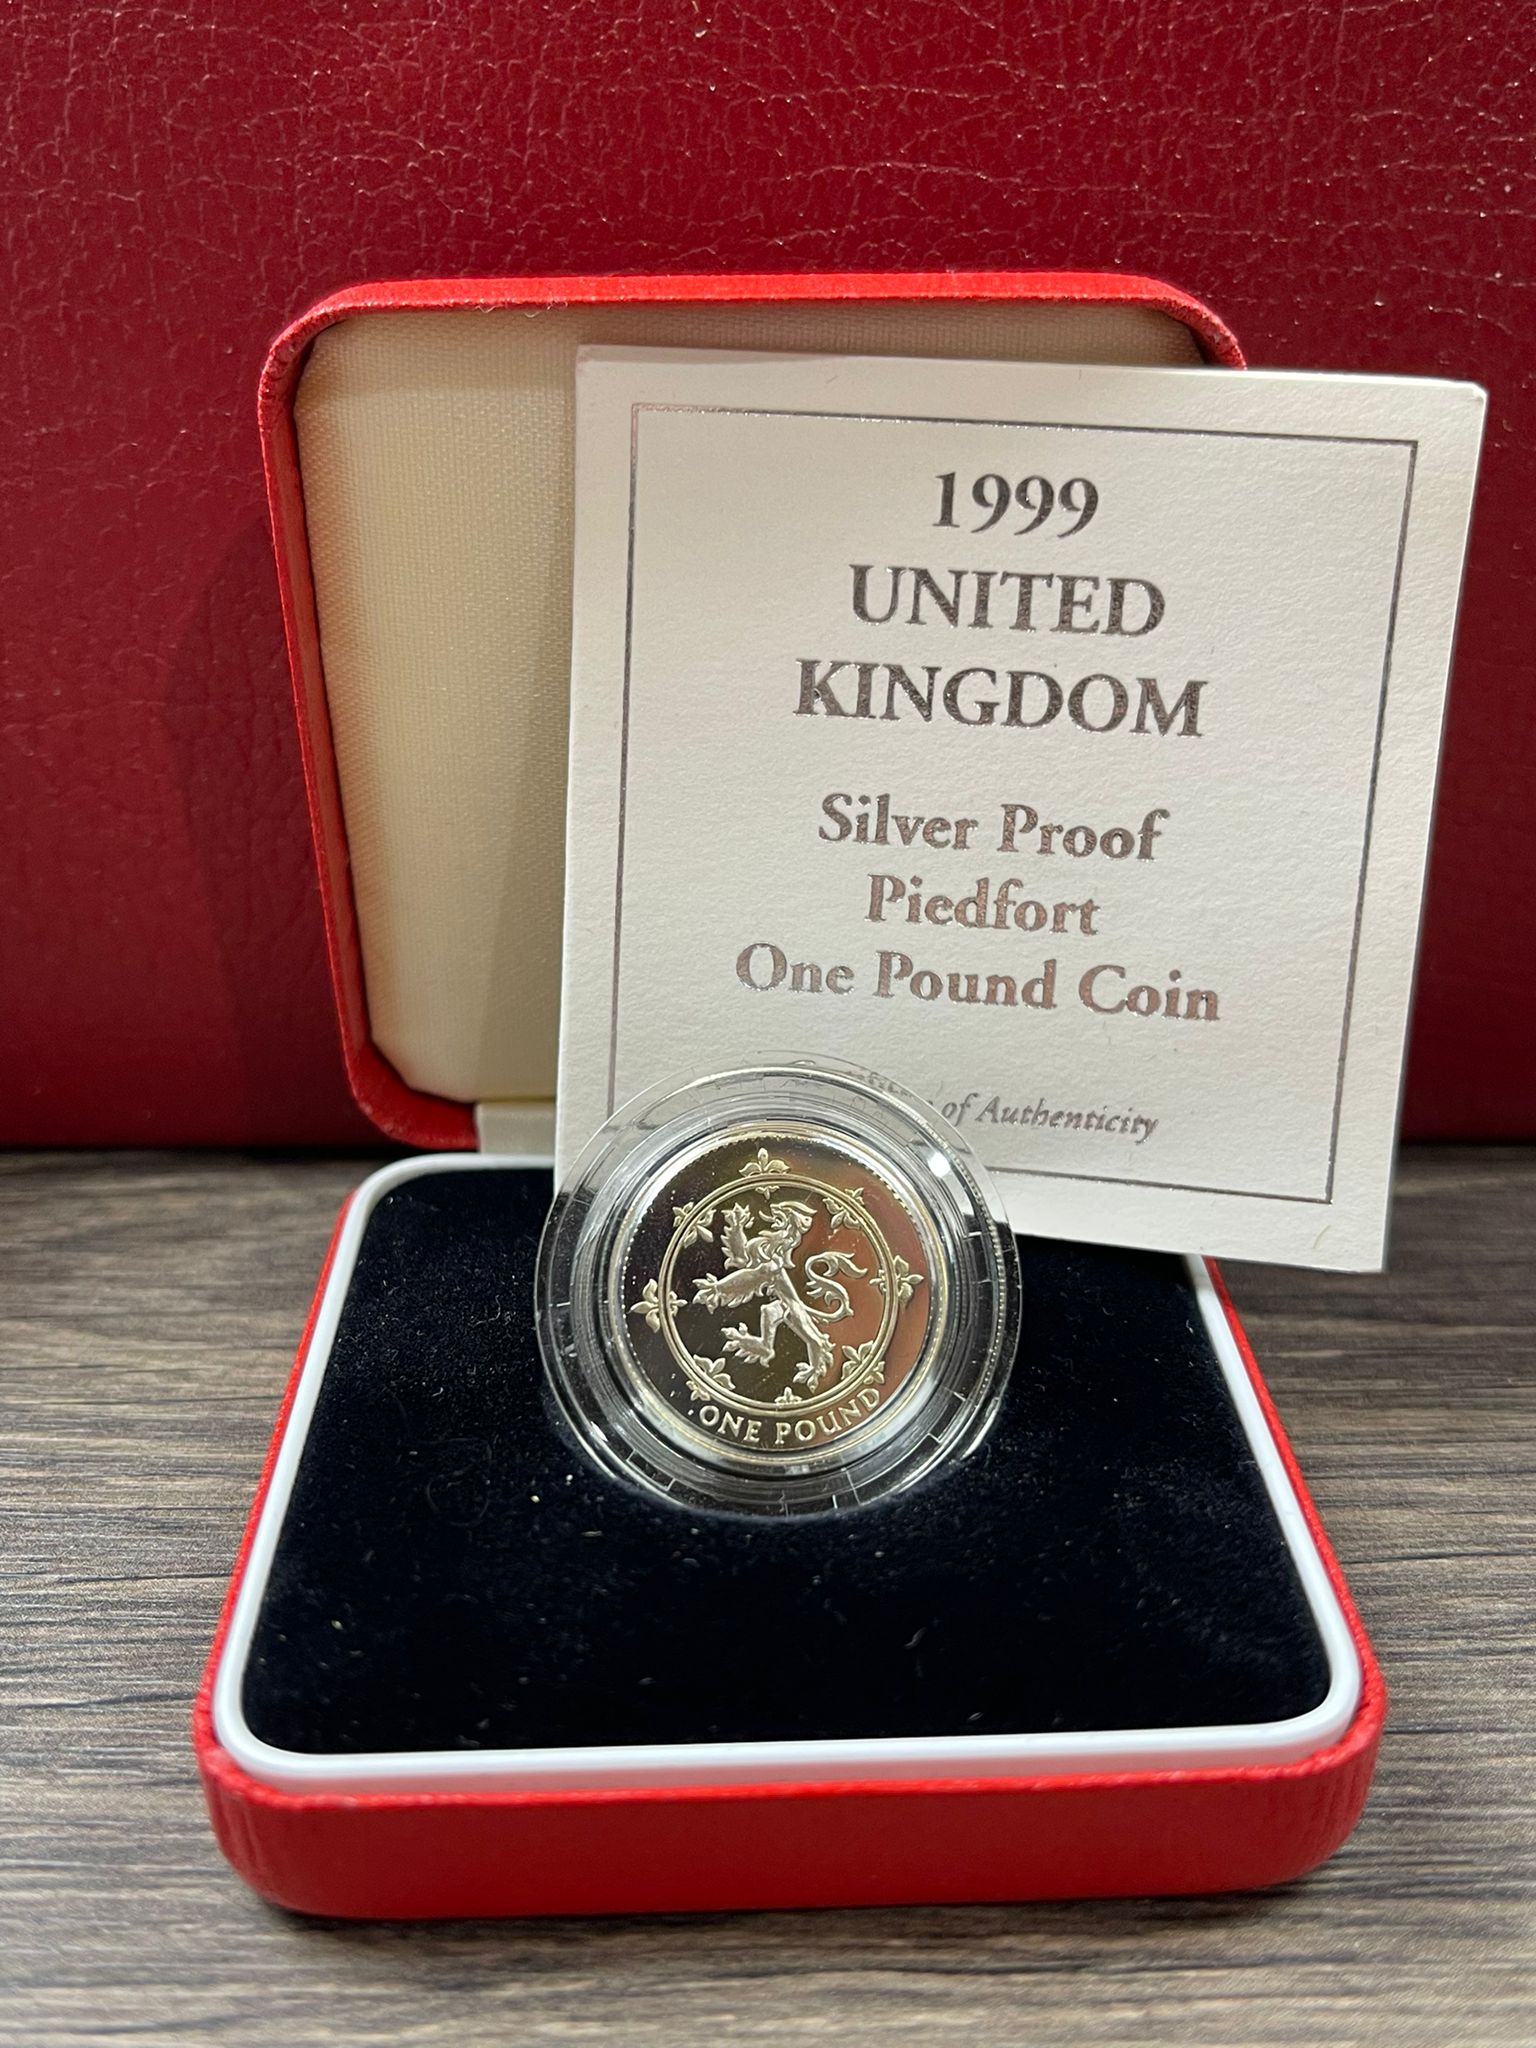 1999
UNITED
KINGDOM
Silver Proof
Piedfort
One Pound Coin
of Authenticity
ONE POUND